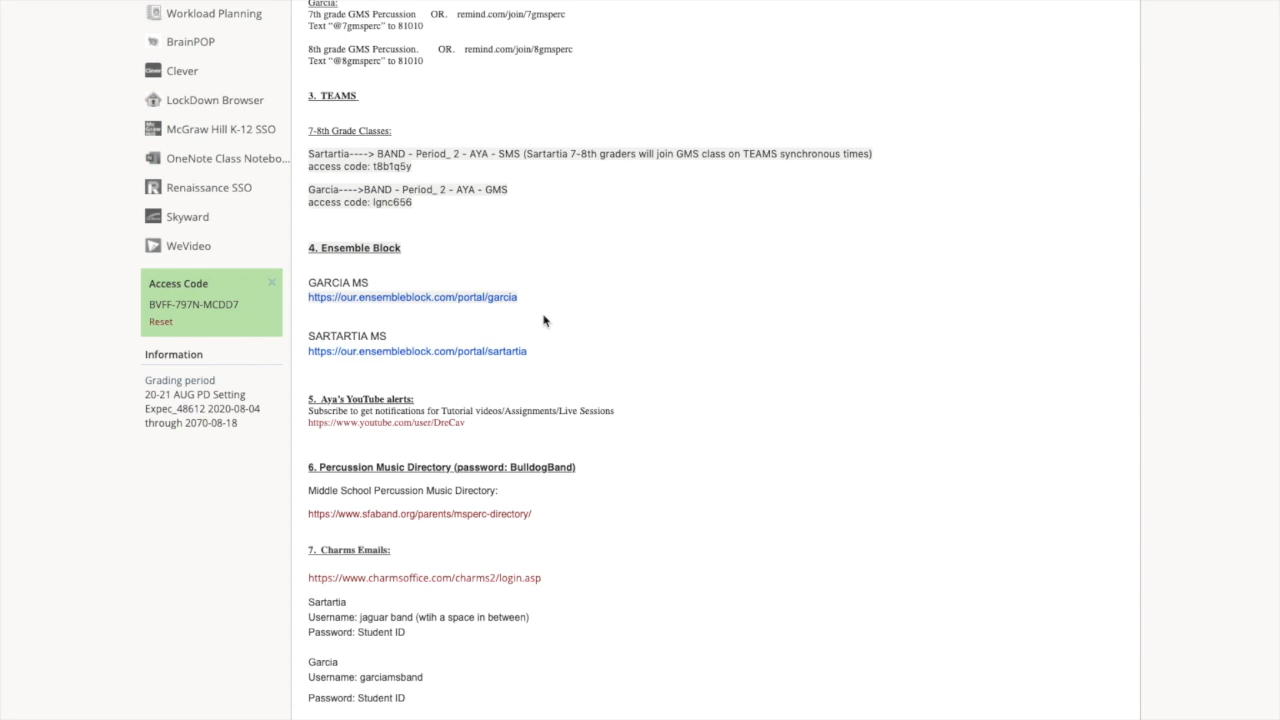 Workload Planning
BrainPOP
Clever
LockDown Browser
McGraw Hill K-12 SSO
OneNote Class Notebo...
Renaissance SSO
Skyward
WeVideo
Access Code
BVFF-797N-MCDD7
Reset
Information
Grading period
20-21 AUG PD Setting
Expec_48612 2020-08-04
through 2070-08-18
Garcia:
7th grade GMS Percussion OR. remind.com/join/7gmsperc
Text “@7gmsperc" to 81010
8th grade GMS Percussion. OR. remind.com/join/8gmsperc
Text “@8gmsperc" to 81010
3. TEAMS
7-8th Grade Classes:
Sartartia----> BAND - Period_ 2 - AYA - SMS (Sartartia 7-8th graders will join GMS class on TEAMS synchronous times)
access code: t8b1q5y
Garcia---->BAND - Period_ 2 - AYA - GMS
access code: lgnc656
4. Ensemble Block
GARCIA MS
https://our.ensembleblock.com/portal/garcia
SARTARTIA MS
https://our.ensembleblock.com/portal/sartartia
5. Aya's YouTube alerts:
Subscribe to get notifications for Tutorial videos/Assignments/Live Sessions
https://www.youtube.com/user/DreCav
6. Percussion Music Directory (password: BulldogBand)
Middle School Percussion Music Directory:
https://www.sfaband.org/parents/msperc-directory/
7. Charms Emails:
https://www.charmsoffice.com/charms2/login.asp
Sartartia
Username: jaguar band (wtih a space in between)
Password: Student ID
Garcia
Username: garciamsband
Password: Student ID